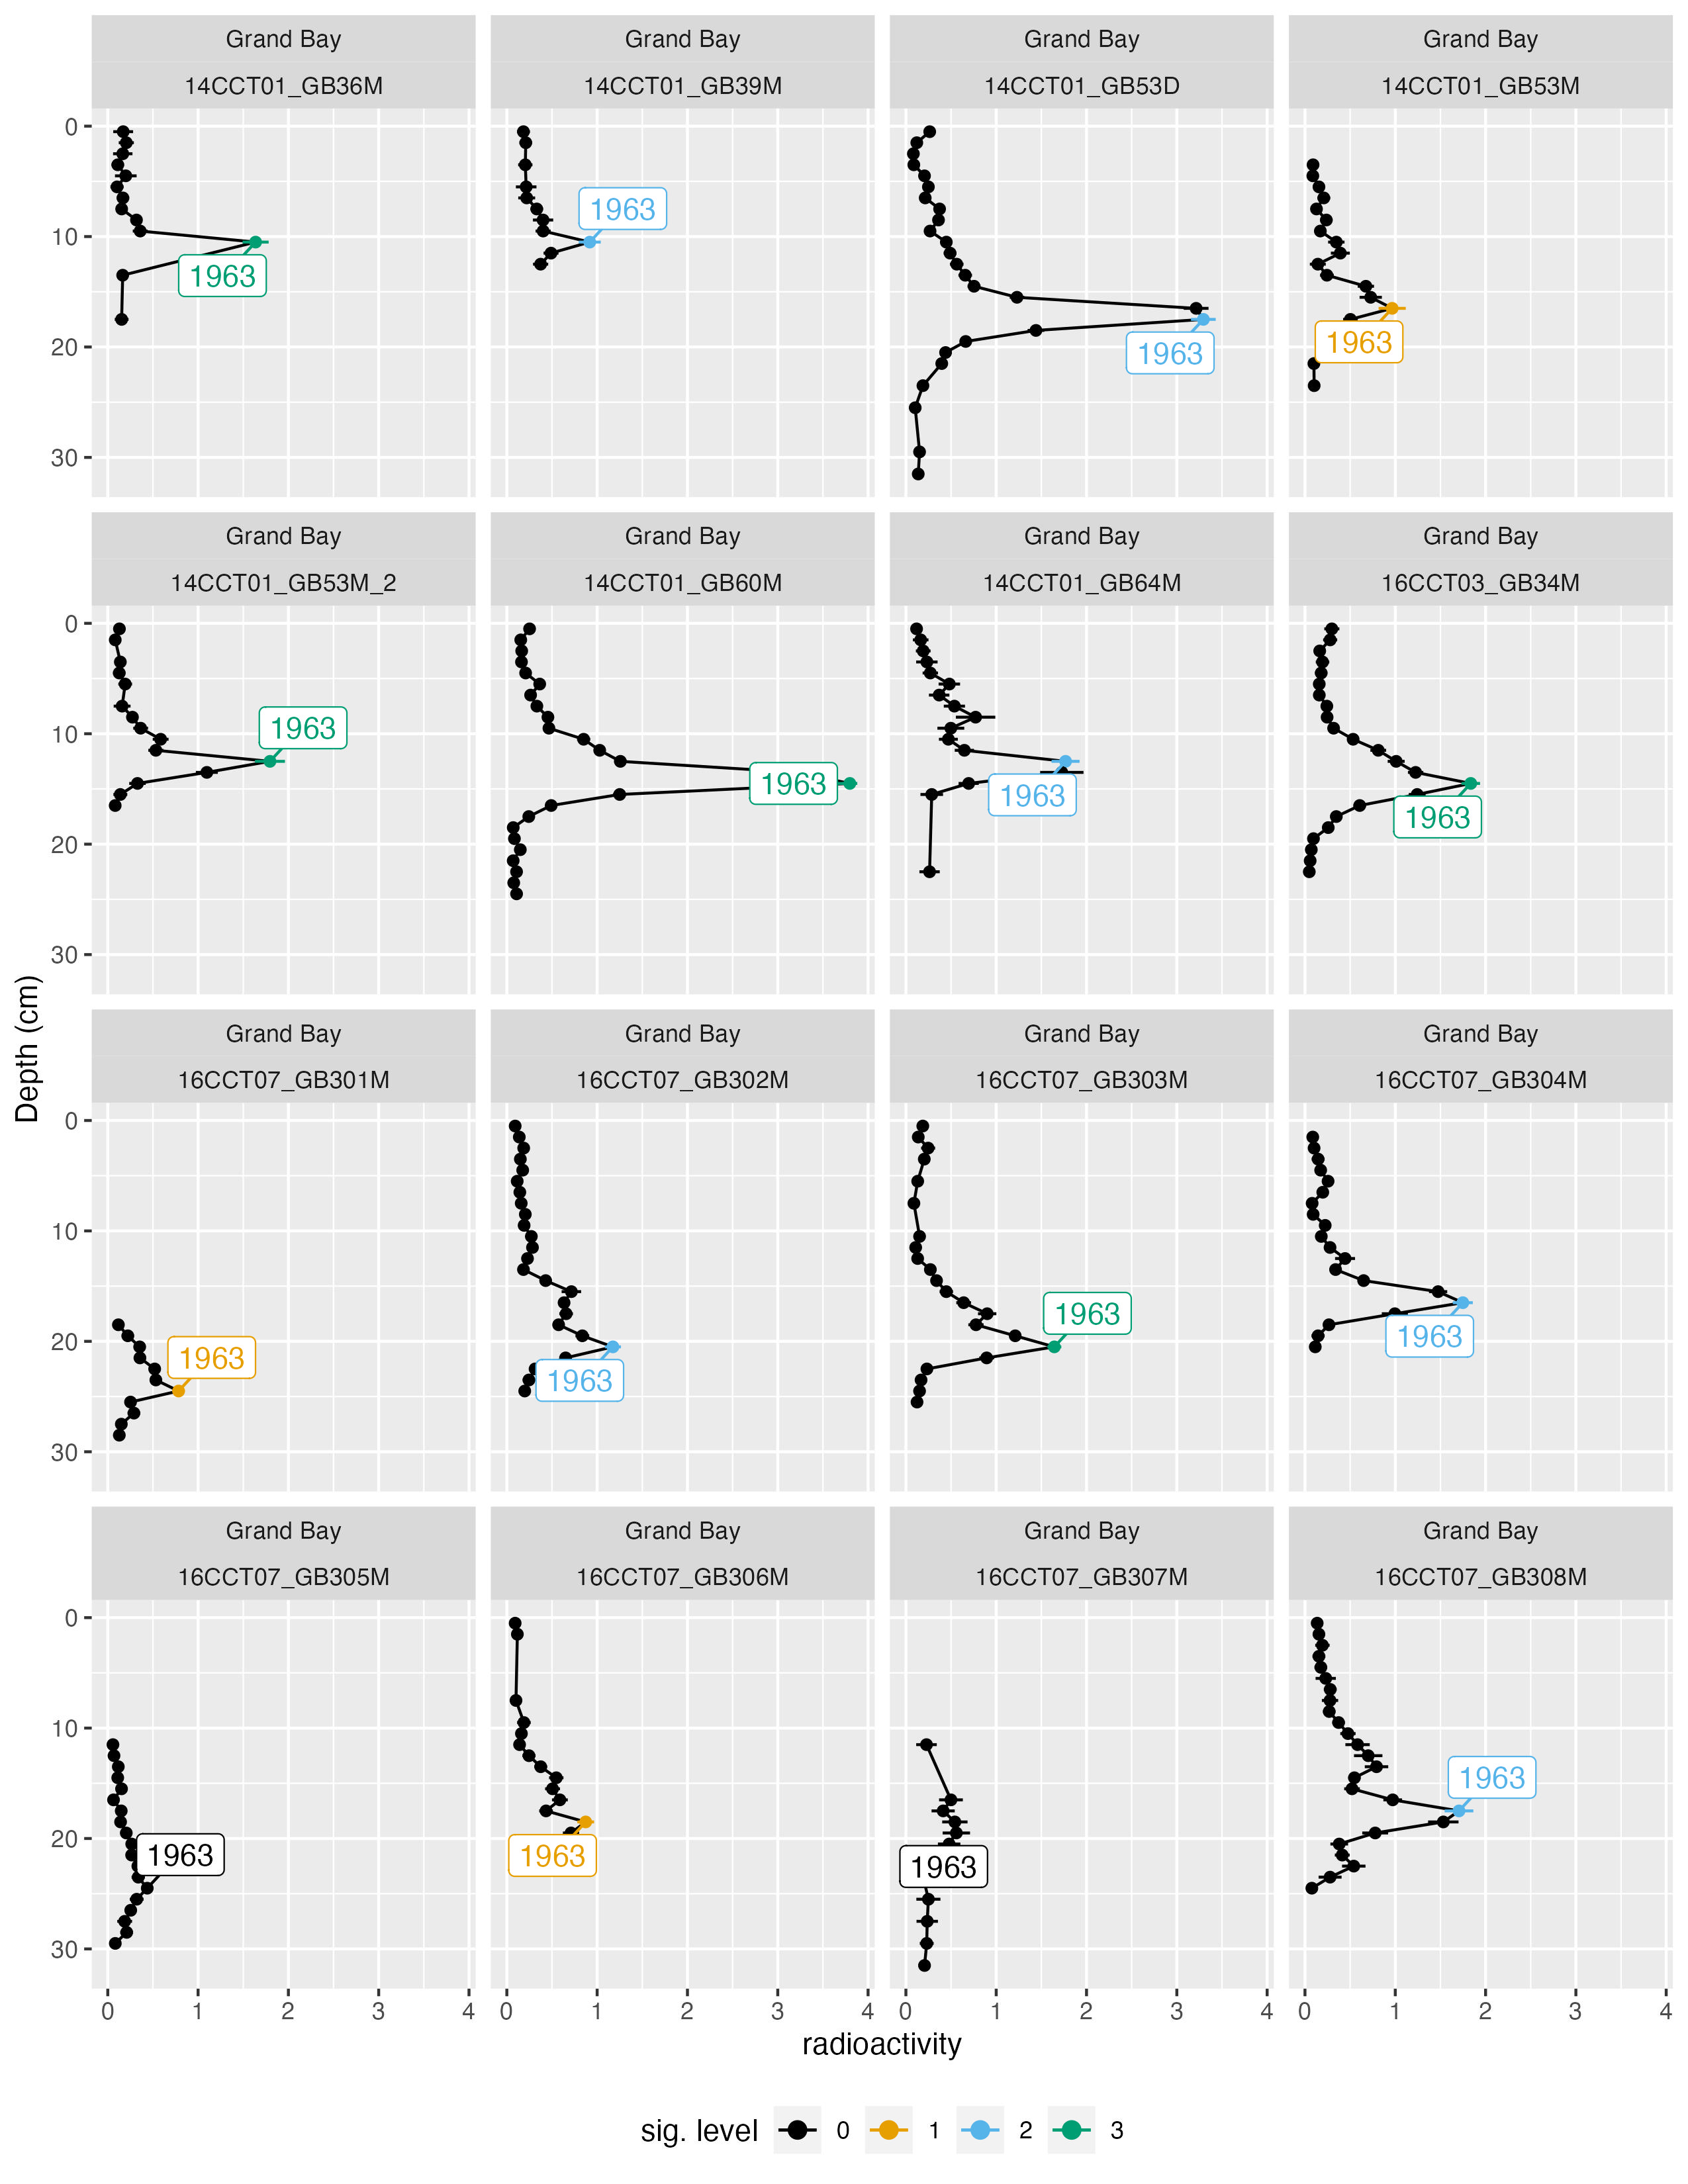 Grand Bay Grand Bay Grand Bay Grand Bay
14CCT01_GB36M 14CCT01_GB39M 14CCT01_GB53D 14CCT01_GB53M
0
10
20
30
1963 1963 1963 1963
Grand Bay Grand Bay Grand Bay Grand Bay
14CCT01_GB53M_2 14CCT01_GB60M 14CCT01_GB64M 16CCT03_GB34M
0
10
20
30
1963 1963 1963 1963
Depth (cm)
Grand Bay Grand Bay Grand Bay Grand Bay
16CCT07_GB301M 16CCT07_GB302M 16CCT07_GB303M 16CCT07_GB304M
0
10
20
30
1963 1963 1963 1963
Grand Bay Grand Bay Grand Bay Grand Bay
16CCT07_GB305M 16CCT07_GB306M 16CCT07_GB307M 16CCT07_GB308M
0
10
20
30
1963 1963 1963 1963
0 1 2 3 4 0 1 2 3 4 0 1 2 3 4 0 1 2 3 4
radioactivity
sig. level 0 1 2 3